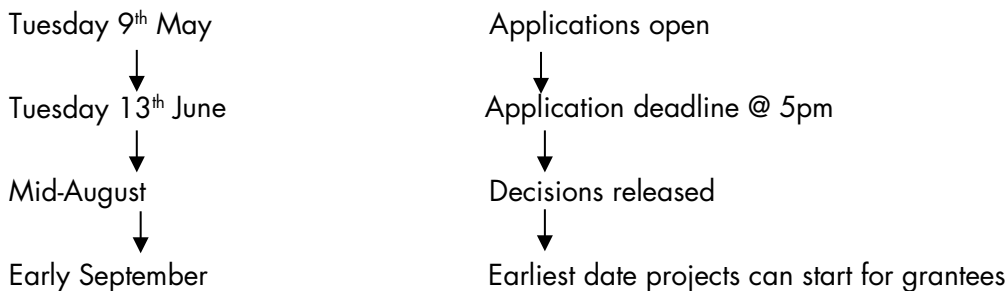 Tuesday 9th May Applications open
Tuesday 13th June Application deadline @ 5pm
Mid-August Decisions released
Early September Earliest date projects can start for grantees